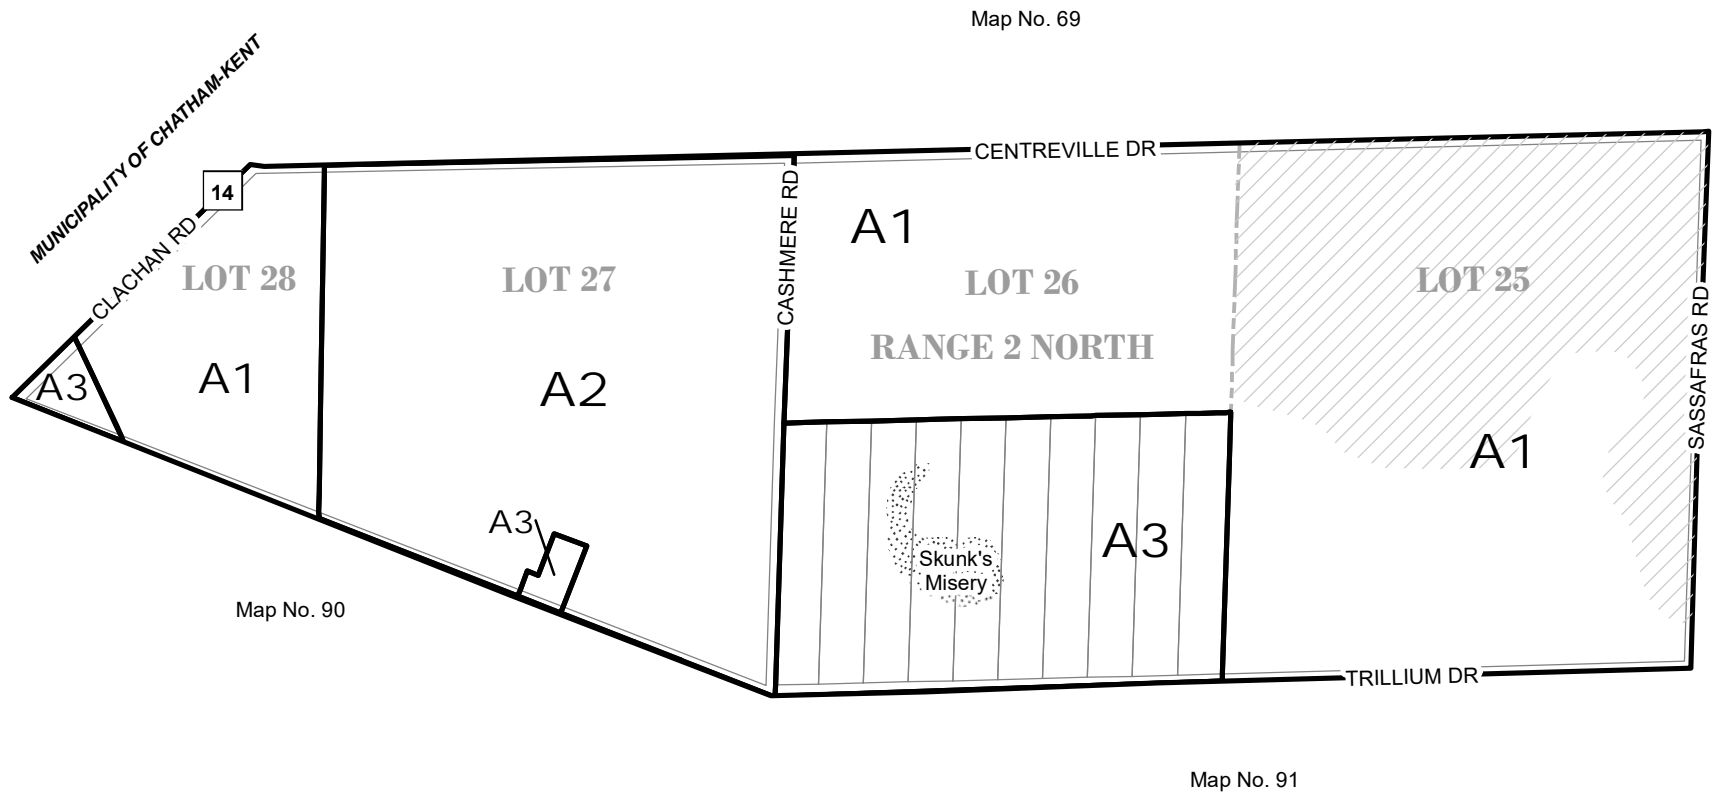 Map No. 69
MUNICIPALITY OF CHATHAM-KENT
CENTREVILLE DR
14
CLACHAN RD
CASHMERE RD
A1
LOT 28
LOT 27
LOT 26
LOT 25
RANGE 2 NORTH
SASSAFRAS RD
A3
A1
A2
A1
A3
A3
Skunk's
Misery
Map No. 90
TRILLIUM DR
Map No. 91